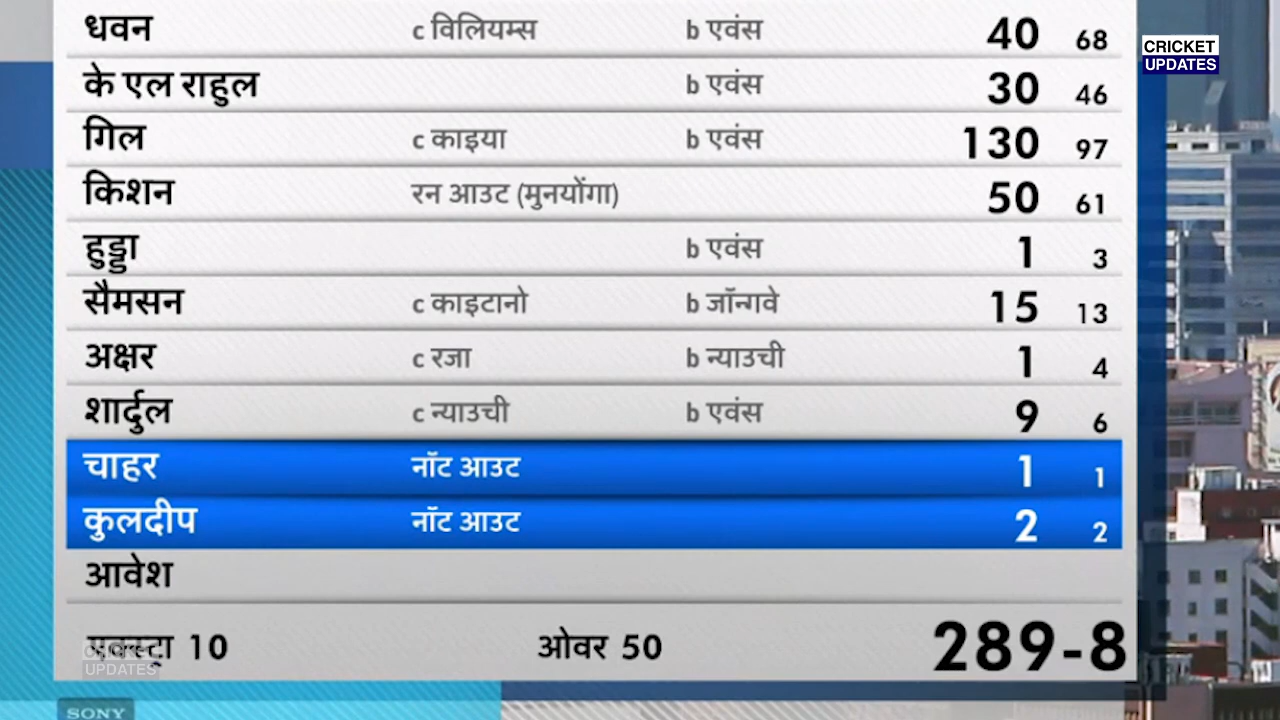 धवन c विलियम्स b एवंस 40 68
के एल राहुल b एवंस 30 46
गिल c काइया b एवंस 130 97
किशन रन आउट (मुनयोंगा) 50 61
हुड्डा b एवंस 1 3
सैमसन c काइटानो b जॉन्गवे 15 13
अक्षर c रजा b न्याउची 1 4
शार्दुल c न्याउची b एवंस 9 6
चाहर नॉट आउट 1 1
कुलदीप नॉट आउट 2 2
आवेश
10 ओवर 50 289-8
CRICKET
UPDATES
CRICKET
UPDATES
SONY